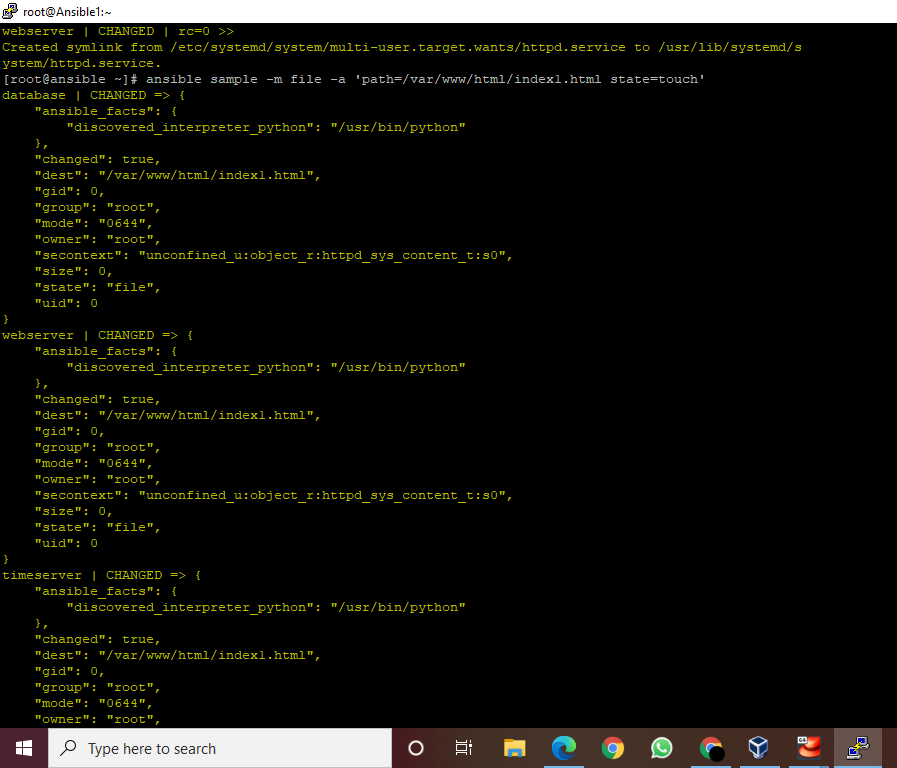 root@Ansible1:~
webserver | CHANGED | rc=0 >>
Created symlink from /etc/systemd/system/multi-user.target.wants/httpd.service to /usr/lib/systemd/s
ystem/httpd.service.
[root@ansible ~]# ansible sample -m file -a 'path=/var/www/html/index1.html state=touch'
database | CHANGED => {
    "ansible_facts": {
        "discovered_interpreter_python": "/usr/bin/python"
    },
    "changed": true,
    "dest": "/var/www/html/index1.html",
    "gid": 0,
    "group": "root",
    "mode": "0644",
    "owner": "root",
    "secontext": "unconfined_u:object_r:httpd_sys_content_t:s0",
    "size": 0,
    "state": "file",
    "uid": 0
}
webserver | CHANGED => {
    "ansible_facts": {
        "discovered_interpreter_python": "/usr/bin/python"
    },
    "changed": true,
    "dest": "/var/www/html/index1.html",
    "gid": 0,
    "group": "root",
    "mode": "0644",
    "owner": "root",
    "secontext": "unconfined_u:object_r:httpd_sys_content_t:s0",
    "size": 0,
    "state": "file",
    "uid": 0
}
timeserver | CHANGED => {
    "ansible_facts": {
        "discovered_interpreter_python": "/usr/bin/python"
    },
    "changed": true,
    "dest": "/var/www/html/index1.html",
    "gid": 0,
    "group": "root",
    "mode": "0644",
    "owner": "root",
Type here to search
64